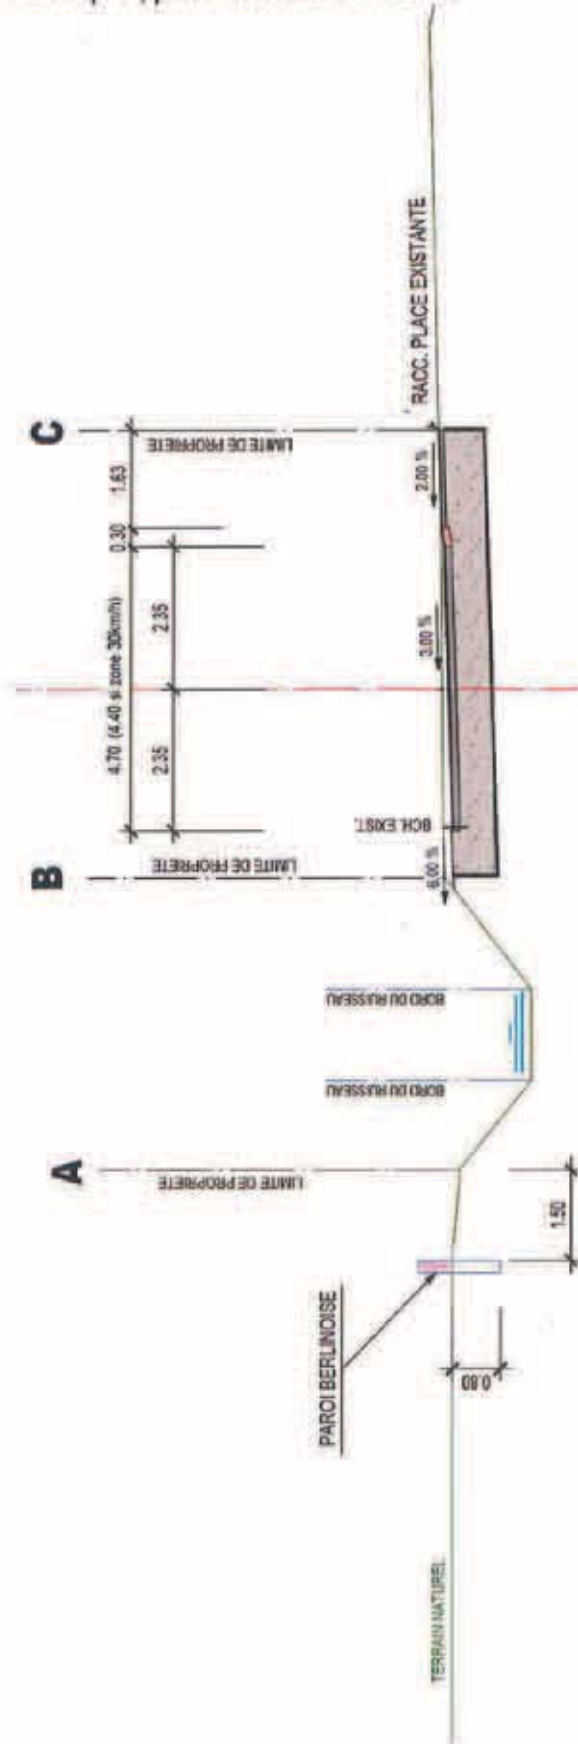 A
B
C
4.70 (4.40 si zone 30km/h)
0.30
1.63
2.35
2.35
LIMITE DE PROPRIETE
LIMITE DE PROPRIETE
LIMITE DE PROPRIETE
PAROI BERLINOISE
BORD DU RUISSEAU
BORD DU RUISSEAU
BCH. EXIST.
6.00 %
3.00 %
2.00 %
RACC. PLACE EXISTANTE
TERRAIN NATUREL
0.80
1.50